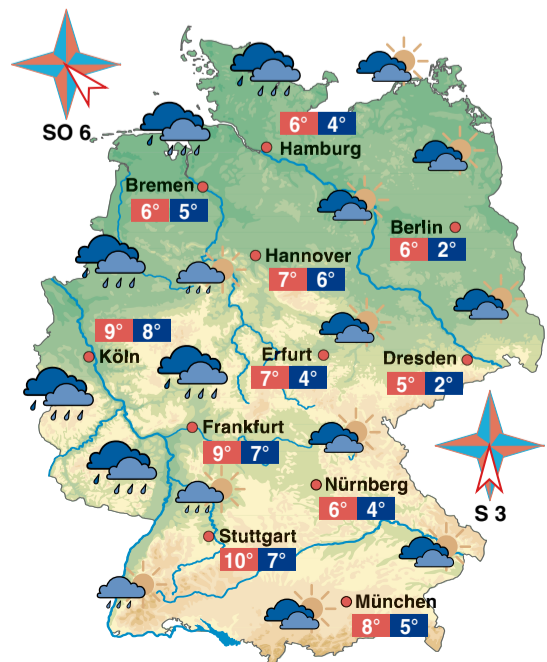 SO 6
6° 4°
Hamburg
Bremen
6° 5°
Berlin
6° 2°
Hannover
7° 6°
9° 8°
Köln
Erfurt
7° 4°
Dresden
5° 2°
Frankfurt
9° 7°
Nürnberg
6° 4°
S 3
Stuttgart
10° 7°
München
8° 5°